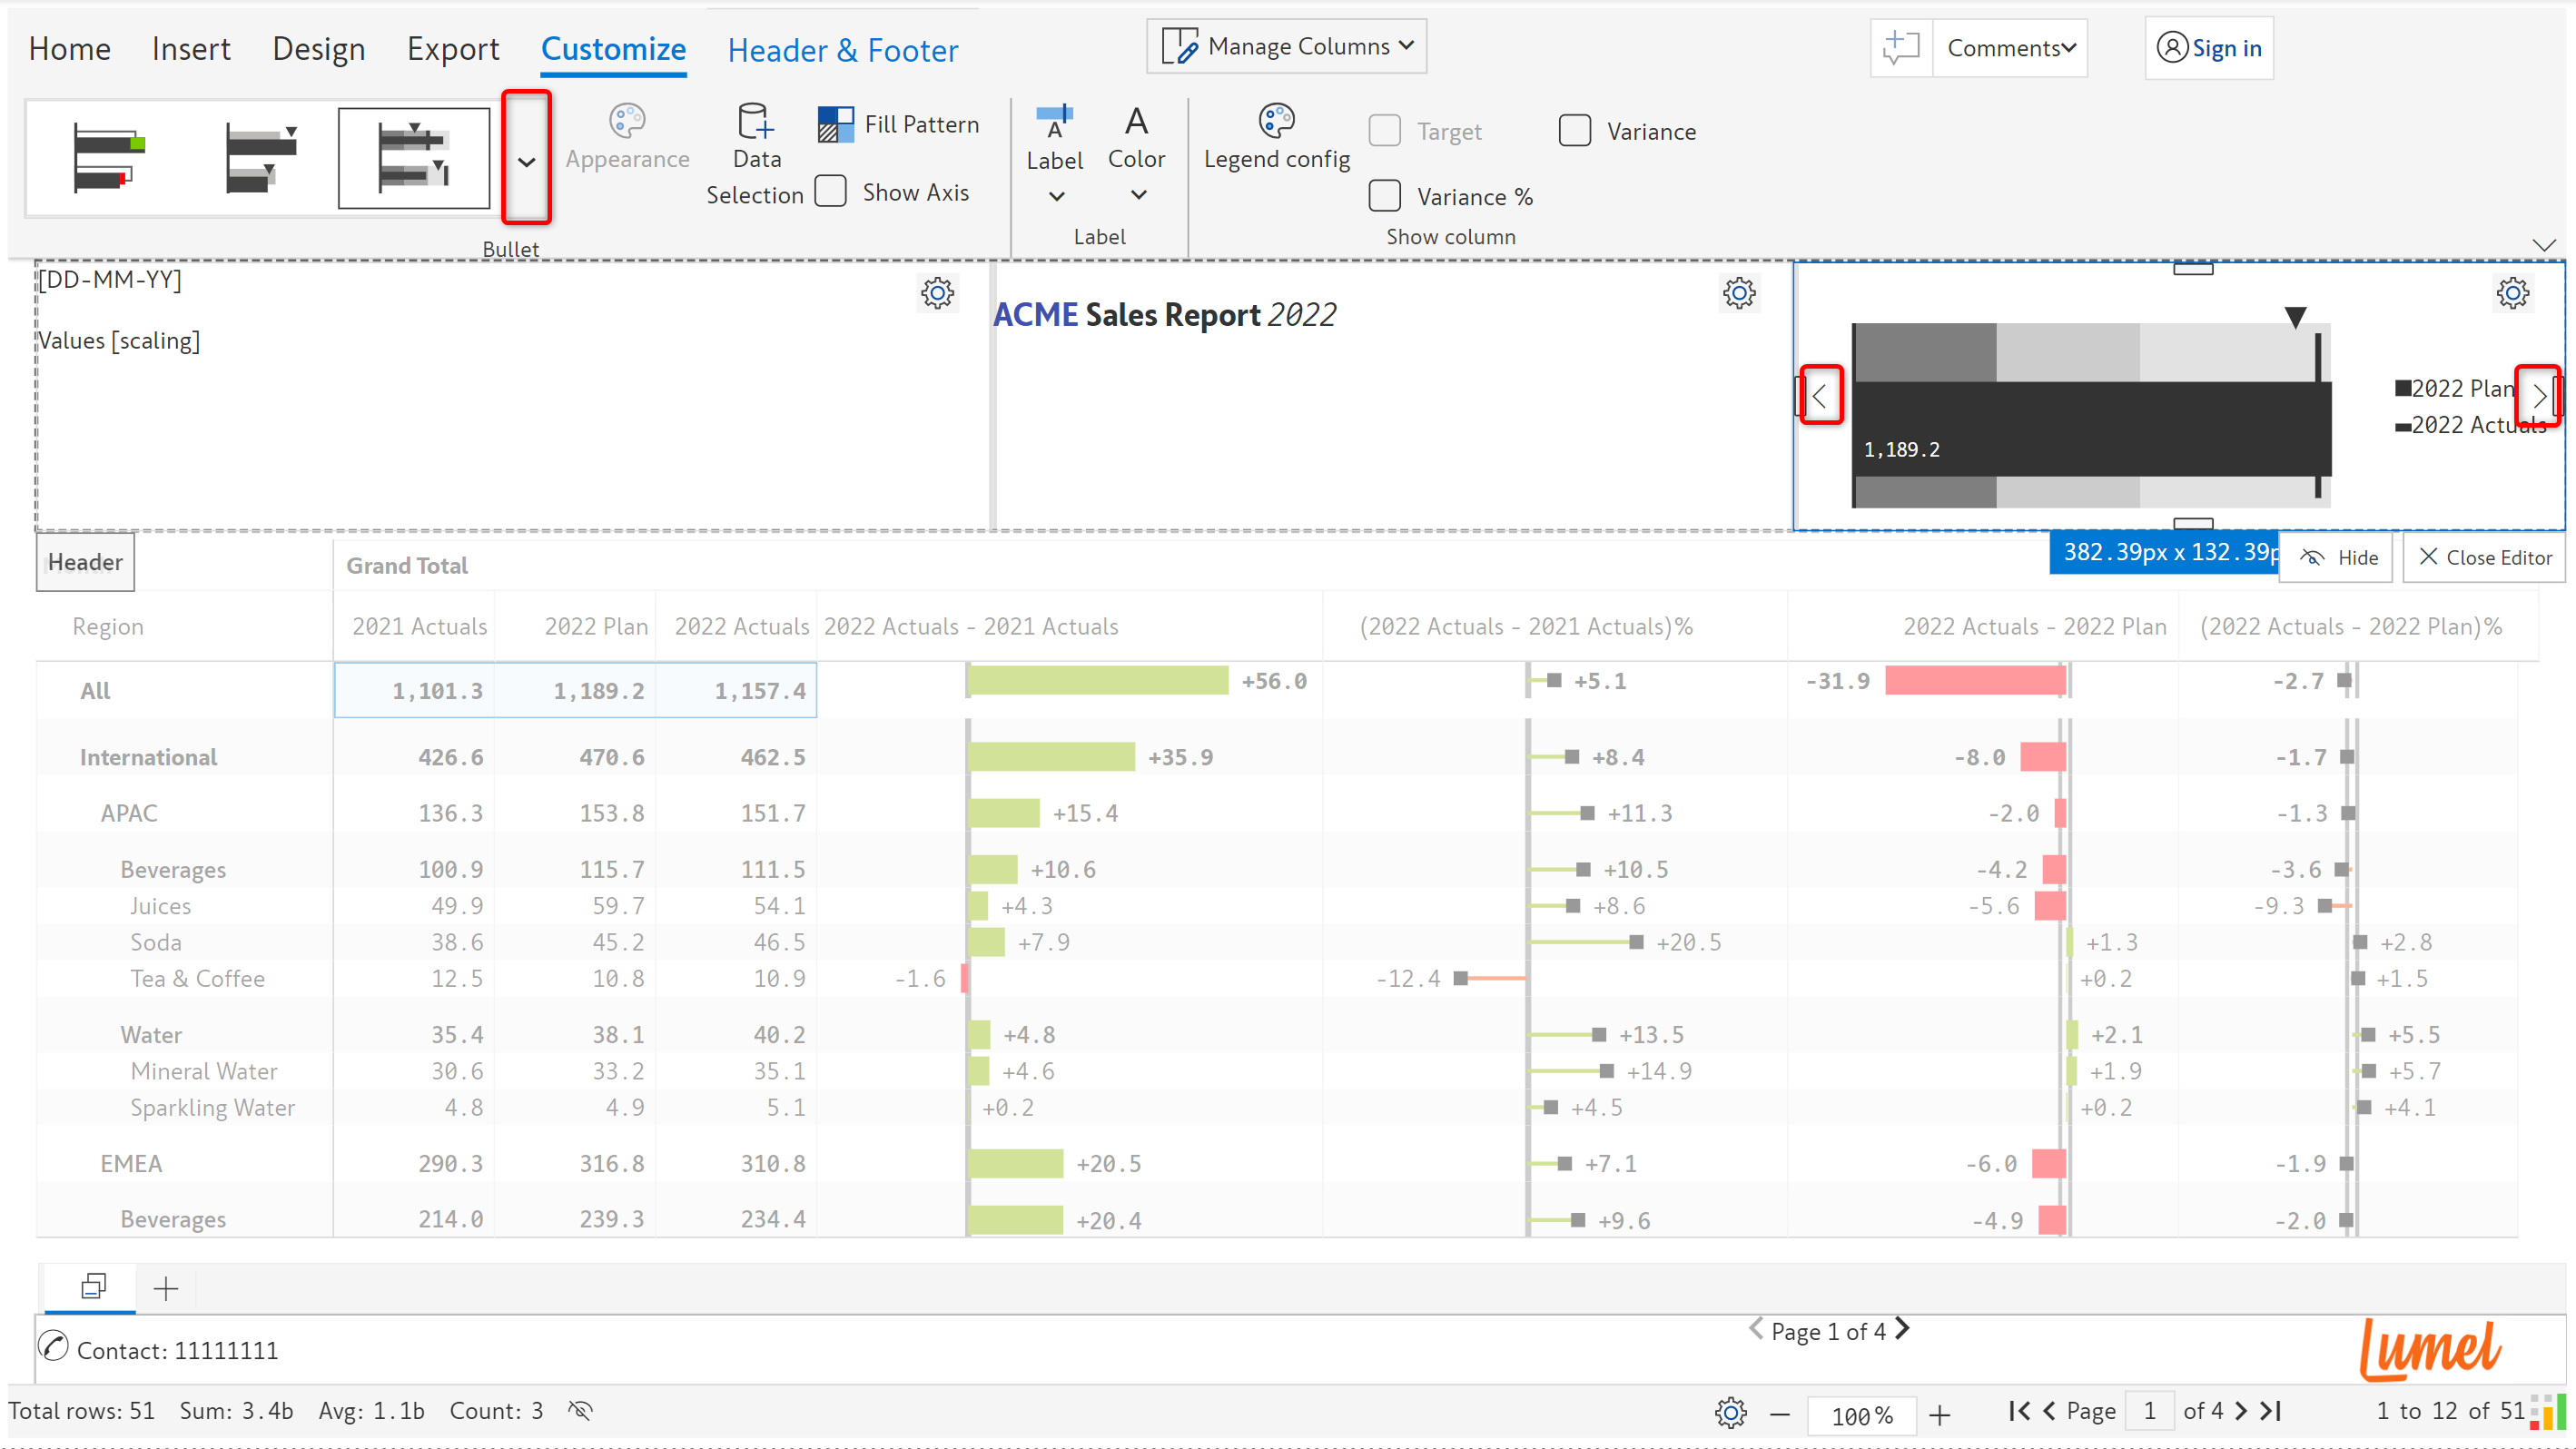 Home Insert Design Export Customize Header & Footer Manage Columns Comments Sign in
Appearance Data Selection Fill Pattern Show Axis Label Color Legend config Target Variance
Variance %
Bullet Label Show column
[DD-MM-YY]
Values [scaling]
ACME Sales Report 2022
1,189.2
2022 Plan
2022 Actuals
382.39px x 132.39p Hide Close Editor
Header Grand Total
Region 2021 Actuals 2022 Plan 2022 Actuals 2022 Actuals - 2021 Actuals (2022 Actuals - 2021 Actuals)% 2022 Actuals - 2022 Plan (2022 Actuals - 2022 Plan)%
All 1,101.3 1,189.2 1,157.4 +56.0 +5.1 -31.9 -2.7
International 426.6 470.6 462.5 +35.9 +8.4 -8.0 -1.7
APAC 136.3 153.8 151.7 +15.4 +11.3 -2.0 -1.3
Beverages 100.9 115.7 111.5 +10.6 +10.5 -4.2 -3.6
Juices 49.9 59.7 54.1 +4.3 +8.6 -5.6 -9.3
Soda 38.6 45.2 46.5 +7.9 +20.5 +1.3 +2.8
Tea & Coffee 12.5 10.8 10.9 -1.6 -12.4 +0.2 +1.5
Water 35.4 38.1 40.2 +4.8 +13.5 +2.1 +5.5
Mineral Water 30.6 33.2 35.1 +4.6 +14.9 +1.9 +5.7
Sparkling Water 4.8 4.9 5.1 +0.2 +4.5 +0.2 +4.1
EMEA 290.3 316.8 310.8 +20.5 +7.1 -6.0 -1.9
Beverages 214.0 239.3 234.4 +20.4 +9.6 -4.9 -2.0
Page 1 of 4
Contact: 11111111
Lumel
Total rows: 51 Sum: 3.4b Avg: 1.1b Count: 3 100% Page 1 of 4 1 to 12 of 51